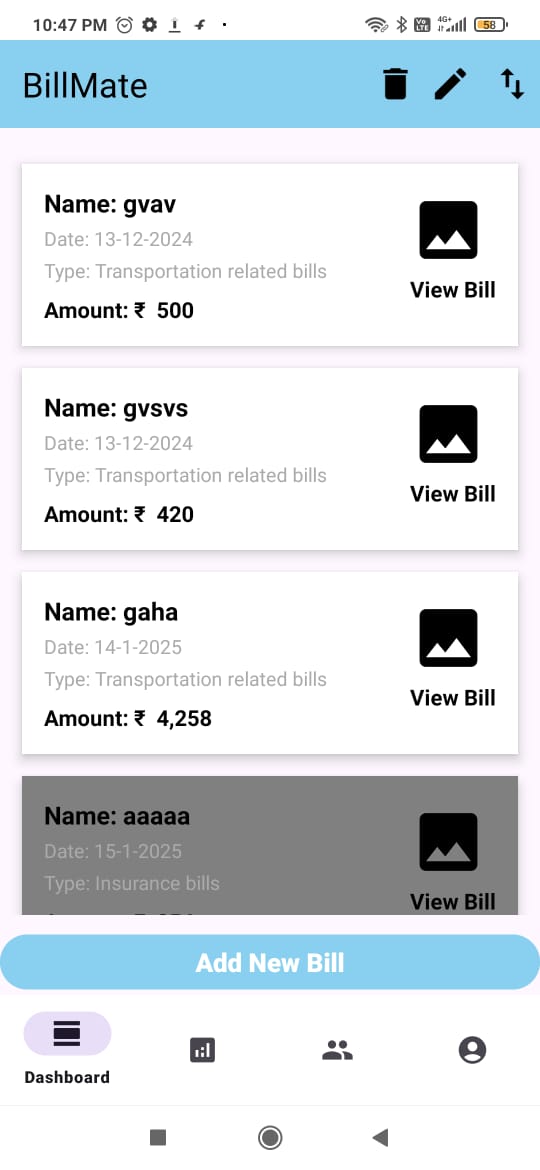 10:47 PM
Vo LTE 4G+ 58
BillMate
Name: gvav
Date: 13-12-2024
Type: Transportation related bills
Amount: ₹ 500
View Bill
Name: gvsvs
Date: 13-12-2024
Type: Transportation related bills
Amount: ₹ 420
View Bill
Name: gaha
Date: 14-1-2025
Type: Transportation related bills
Amount: ₹ 4,258
View Bill
Name: aaaaa
Date: 15-1-2025
Type: Insurance bills
View Bill
Add New Bill
Dashboard